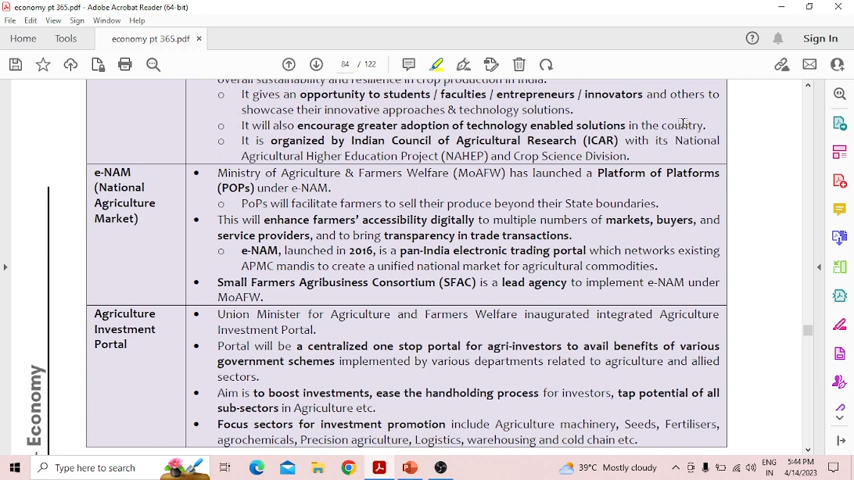 economy pt 365.pdf - Adobe Acrobat Reader (64-bit)
File Edit View Sign Window Help
Home Tools economy pt 365.pdf × Sign In
84 / 122
overall sustainability and resilience in crop production in India.
o It gives an opportunity to students / faculties / entrepreneurs / innovators and others to
showcase their innovative approaches & technology solutions.
o It will also encourage greater adoption of technology enabled solutions in the country.
o It is organized by Indian Council of Agricultural Research (ICAR) with its National
Agricultural Higher Education Project (NAHEP) and Crop Science Division.
e-NAM
(National
Agriculture
Market)
• Ministry of Agriculture & Farmers Welfare (MoAFW) has launched a Platform of Platforms
(POPs) under e-NAM.
o PoPs will facilitate farmers to sell their produce beyond their State boundaries.
• This will enhance farmers' accessibility digitally to multiple numbers of markets, buyers, and
service providers, and to bring transparency in trade transactions.
o e-NAM, launched in 2016, is a pan-India electronic trading portal which networks existing
APMC mandis to create a unified national market for agricultural commodities.
• Small Farmers Agribusiness Consortium (SFAC) is a lead agency to implement e-NAM under
MoAFW.
Agriculture
Investment
Portal
• Union Minister for Agriculture and Farmers Welfare inaugurated integrated Agriculture
Investment Portal.
• Portal will be a centralized one stop portal for agri-investors to avail benefits of various
government schemes implemented by various departments related to agriculture and allied
sectors.
• Aim is to boost investments, ease the handholding process for investors, tap potential of all
sub-sectors in Agriculture etc.
• Focus sectors for investment promotion include Agriculture machinery, Seeds, Fertilisers,
agrochemicals, Precision agriculture, Logistics, warehousing and cold chain etc.
- Economy
Type here to search
39°C Mostly cloudy
ENG
IN
5:44 PM
4/14/2023